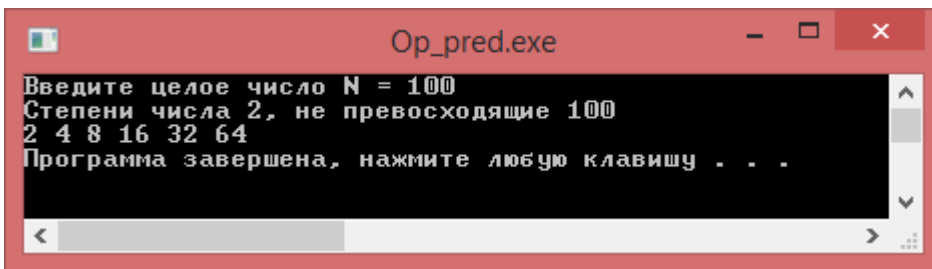 Op_pred.exe
Введите целое число N = 100
Степени числа 2, не превосходящие 100
2 4 8 16 32 64
Программа завершена, нажмите любую клавишу . . .